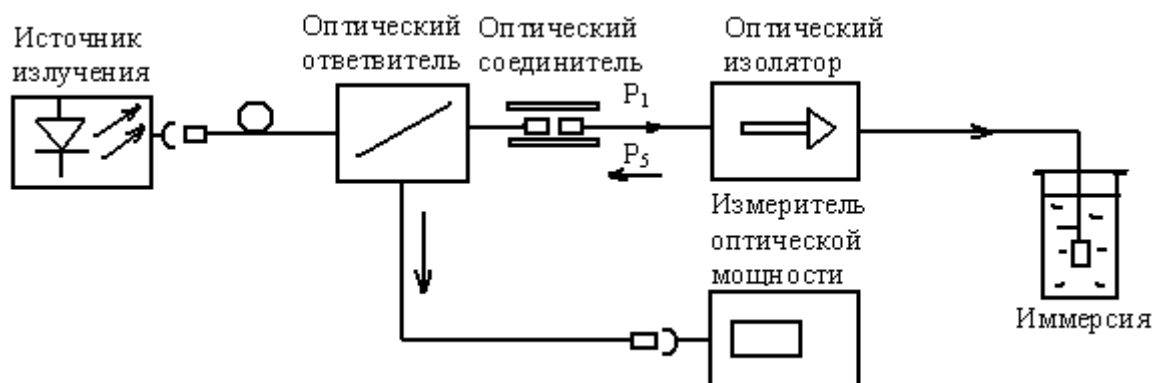 Источник
излучения
Оптический
ответвитель
Оптический
соединитель
P1
P5
Оптический
изолятор
Измеритель
оптической
мощности
Иммерсия